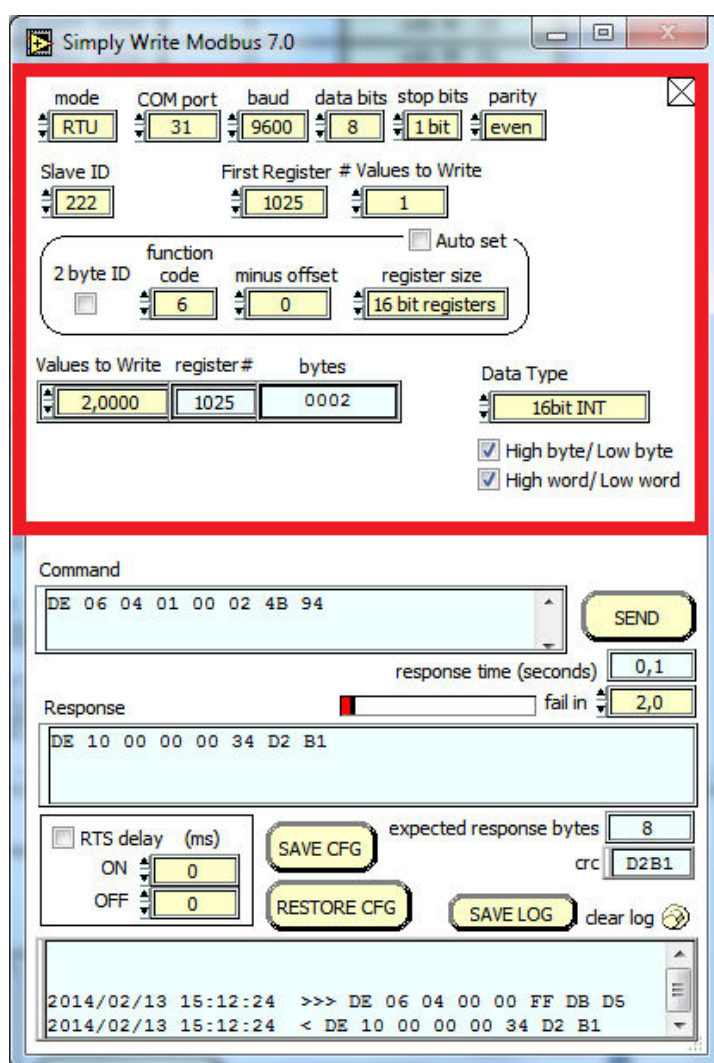 Simply Write Modbus 7.0
mode COM port baud data bits stop bits parity
RTU 31 9600 8 1 bit even
Slave ID First Register # Values to Write
222 1025 1
Auto set
2 byte ID function code minus offset register size
6 0 16 bit registers
Values to Write register# bytes
2,0000 1025 0002
Data Type
16bit INT
High byte/ Low byte
High word/ Low word
Command
DE 06 04 01 00 02 4B 94
SEND
response time (seconds) 0,1
fail in 2,0
Response
DE 10 00 00 00 34 D2 B1
RTS delay (ms)
ON 0
OFF 0
SAVE CFG
RESTORE CFG
expected response bytes 8
crc D2B1
SAVE LOG clear log
2014/02/13 15:12:24 >>> DE 06 04 00 00 FF DB D5
2014/02/13 15:12:24 < DE 10 00 00 00 34 D2 B1